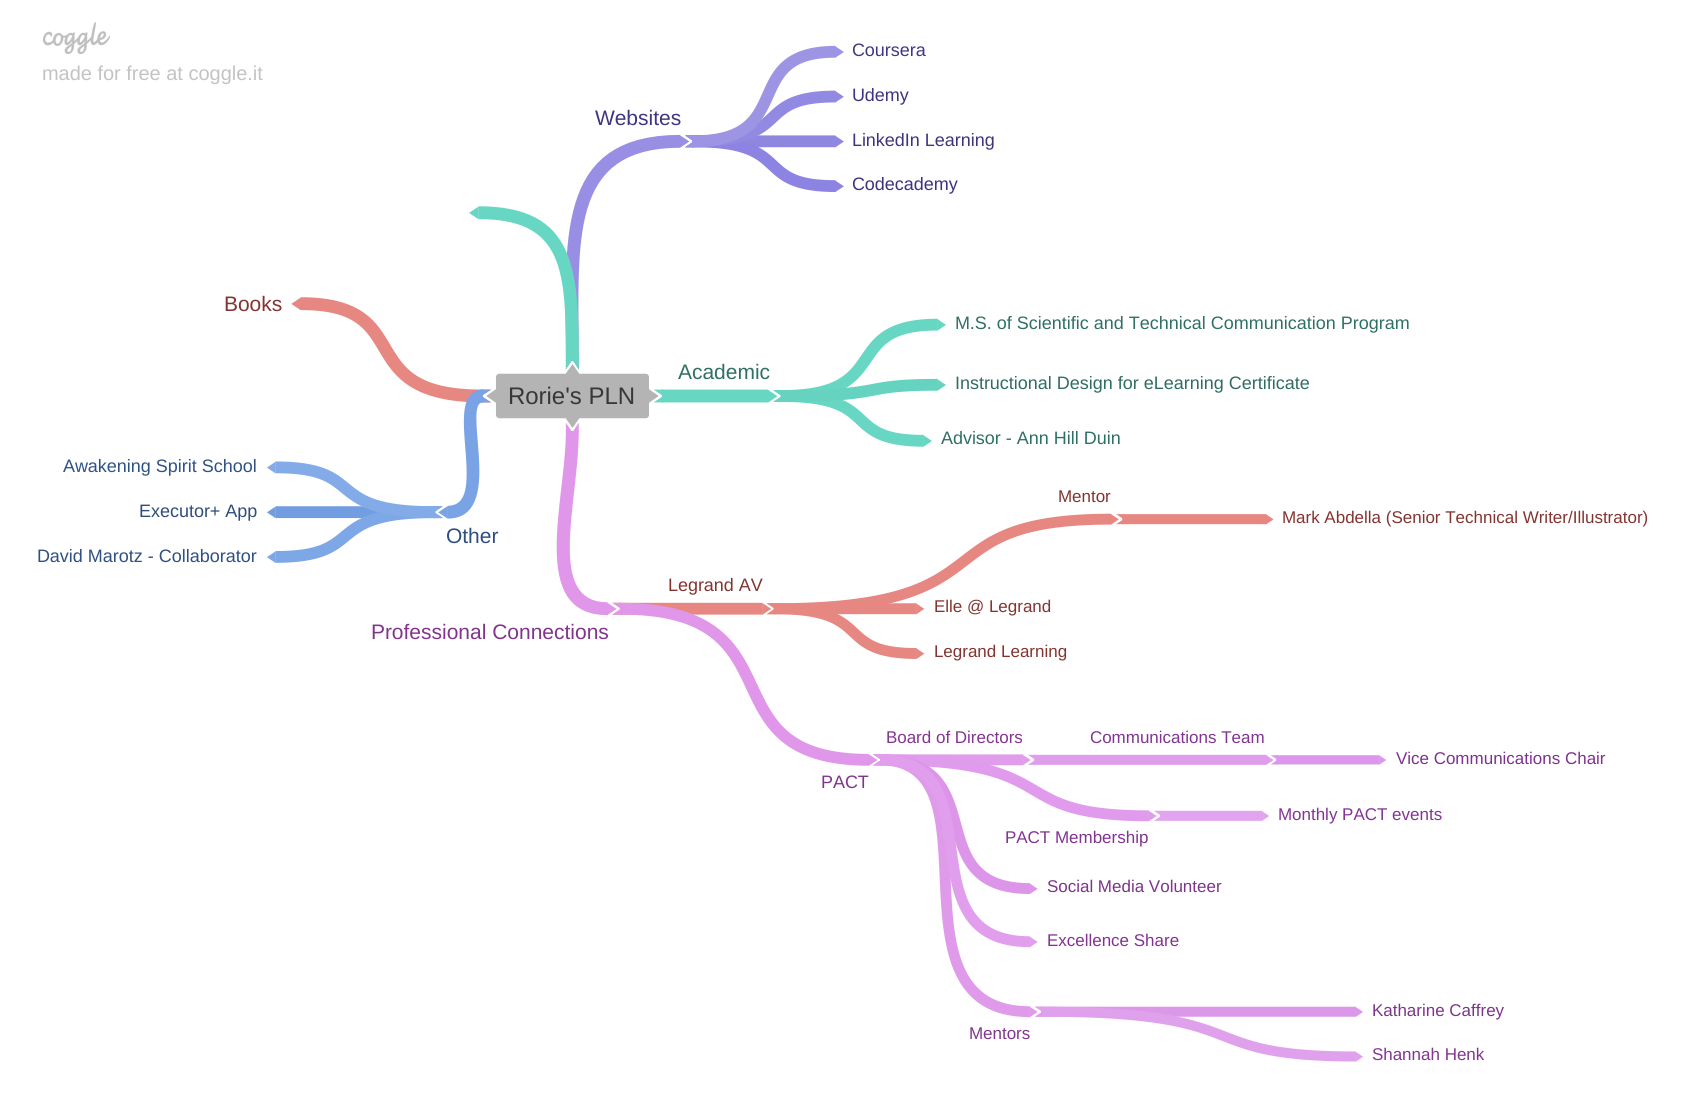 coggle
made for free at coggle.it
Websites
Coursera
Udemy
LinkedIn Learning
Codecademy
Books
Rorie's PLN
Academic
M.S. of Scientific and Technical Communication Program
Instructional Design for eLearning Certificate
Advisor - Ann Hill Duin
Awakening Spirit School
Executor+ App
David Marotz - Collaborator
Other
Professional Connections
Legrand AV
Mentor
Mark Abdella (Senior Technical Writer/Illustrator)
Elle @ Legrand
Legrand Learning
PACT
Board of Directors
Communications Team
Vice Communications Chair
PACT Membership
Monthly PACT events
Social Media Volunteer
Excellence Share
Mentors
Katharine Caffrey
Shannah Henk